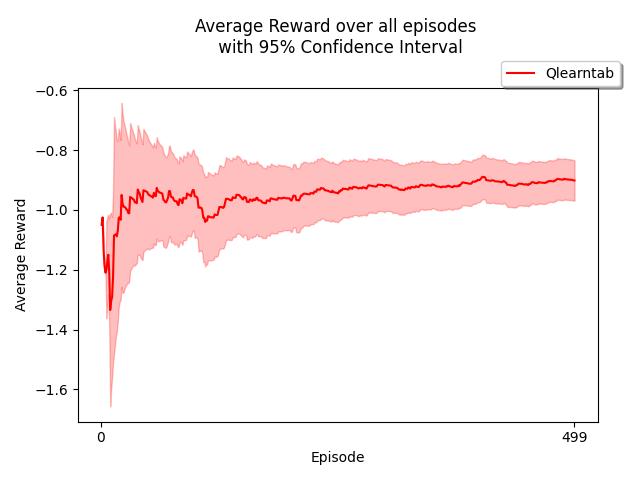 Average Reward over all episodes
with 95% Confidence Interval
Qlearntab
−0.6
−0.8
−1.0
−1.2
−1.4
−1.6
Average Reward
0
499
Episode